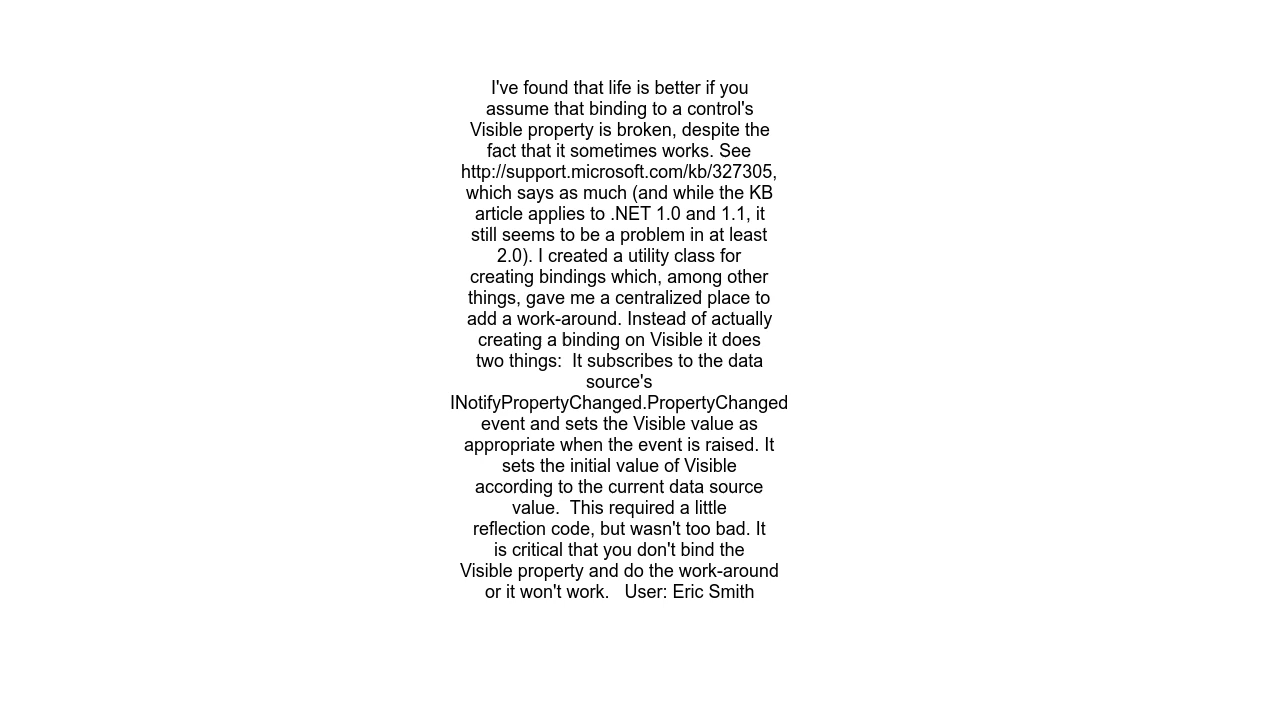 I've found that life is better if you
assume that binding to a control's
Visible property is broken, despite the
fact that it sometimes works. See
http://support.microsoft.com/kb/327305,
which says as much (and while the KB
article applies to .NET 1.0 and 1.1, it
still seems to be a problem in at least
2.0). I created a utility class for
creating bindings which, among other
things, gave me a centralized place to
add a work-around. Instead of actually
creating a binding on Visible it does
two things:  It subscribes to the data
source's
INotifyPropertyChanged.PropertyChanged
event and sets the Visible value as
appropriate when the event is raised. It
sets the initial value of Visible
according to the current data source
value.  This required a little
reflection code, but wasn't too bad. It
is critical that you don't bind the
Visible property and do the work-around
or it won't work.   User: Eric Smith